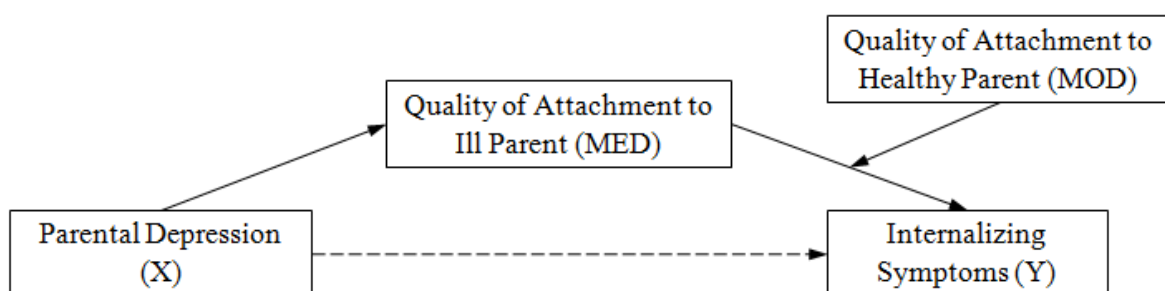 Quality of Attachment to
Healthy Parent (MOD)
Quality of Attachment to
Ill Parent (MED)
Parental Depression
(X)
Internalizing
Symptoms (Y)